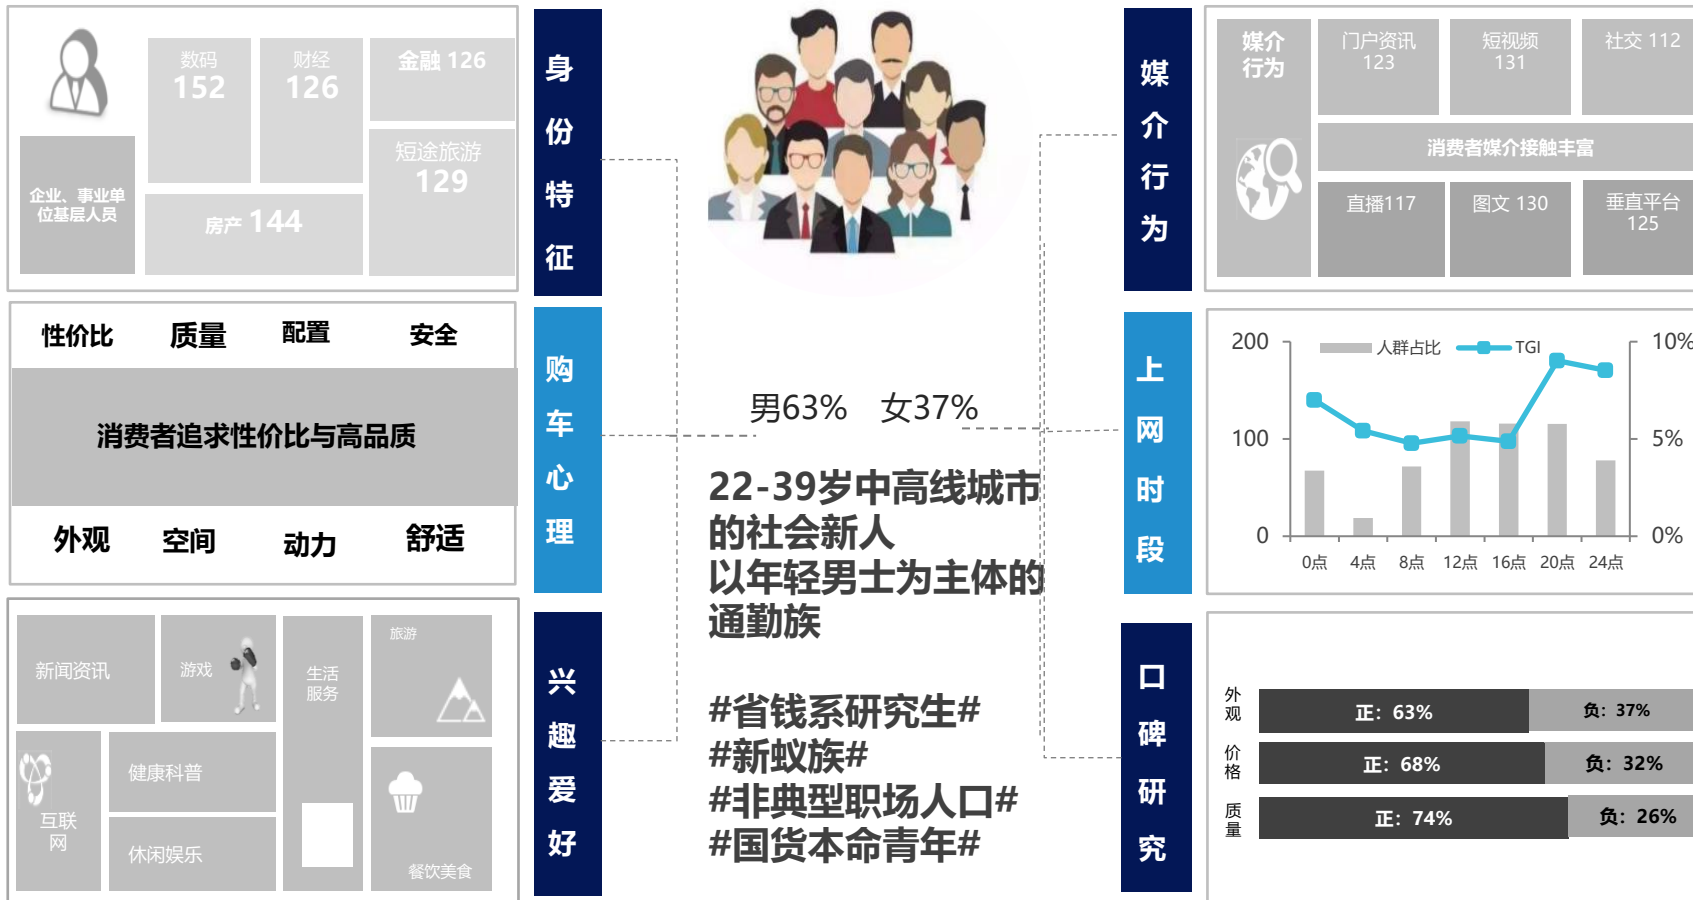 数码
152
财经
126
金融 126
短途旅游
129
企业、事业单
位基层人员
房产 144
身份特征
性价比
质量
配置
安全
消费者追求性价比与高品质
外观
空间
动力
舒适
购车心理
新闻资讯
游戏
生活
服务
旅游
互联
网
健康科普
休闲娱乐
餐饮美食
兴趣爱好
男63%
女37%
22-39岁中高线城市
的社会新人
以年轻男士为主体的
通勤族
#省钱系研究生#
#新蚁族#
#非典型职场人口#
#国货本命青年#
媒介行为
媒介
行为
门户资讯
123
短视频
131
社交 112
消费者媒介接触丰富
直播117
图文 130
垂直平台
125
上网时段
人群占比
TGI
200
100
0
10%
5%
0%
0点
4点
8点
12点
16点
20点
24点
口碑研究
外观
正：63%
负：37%
价格
正：68%
负：32%
质量
正：74%
负：26%